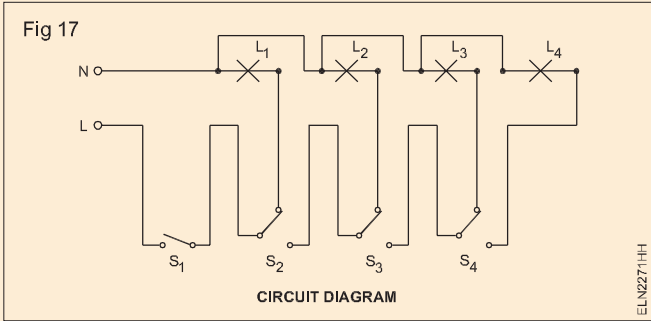 Fig 17
L1 L2 L3 L4
N
L
S1 S2 S3 S4
CIRCUIT DIAGRAM
ELN2271HH